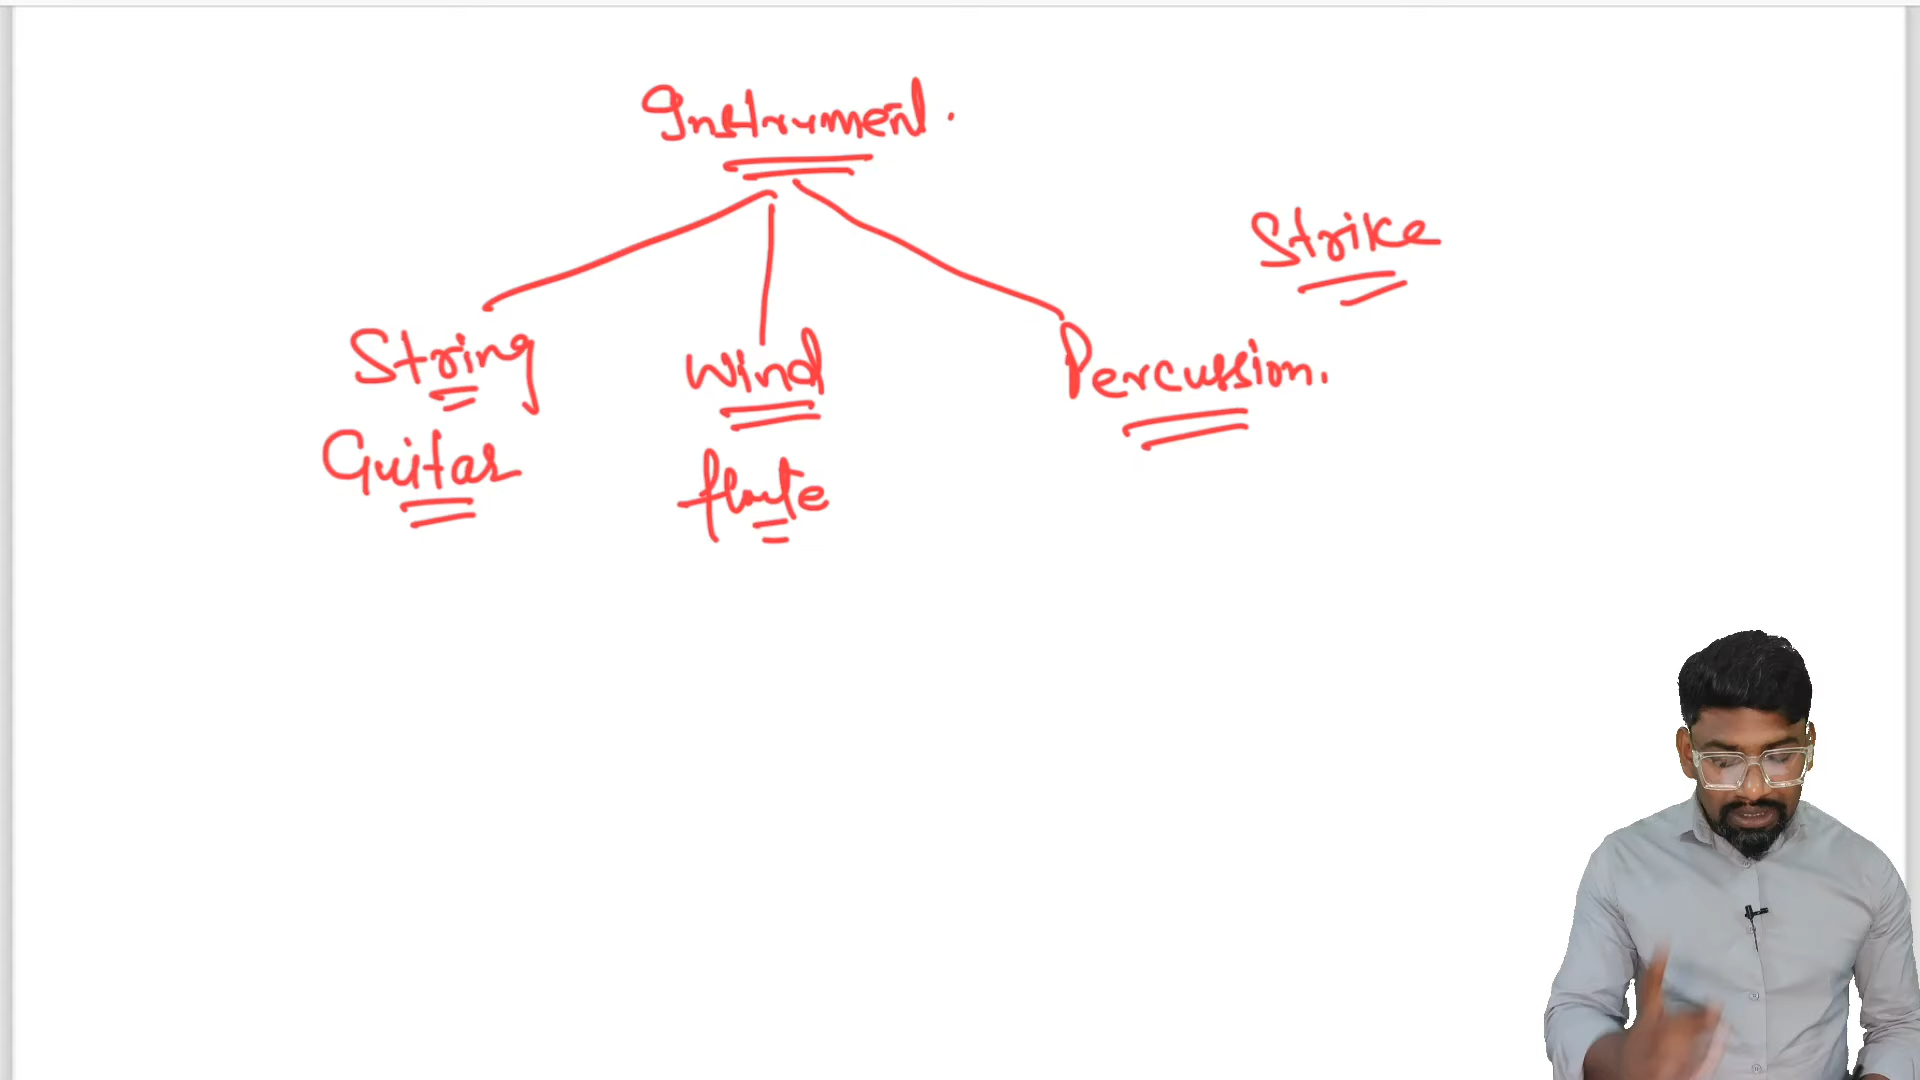 Instrument.
Strike
String
Wind
Percussion.
Guitar
flute